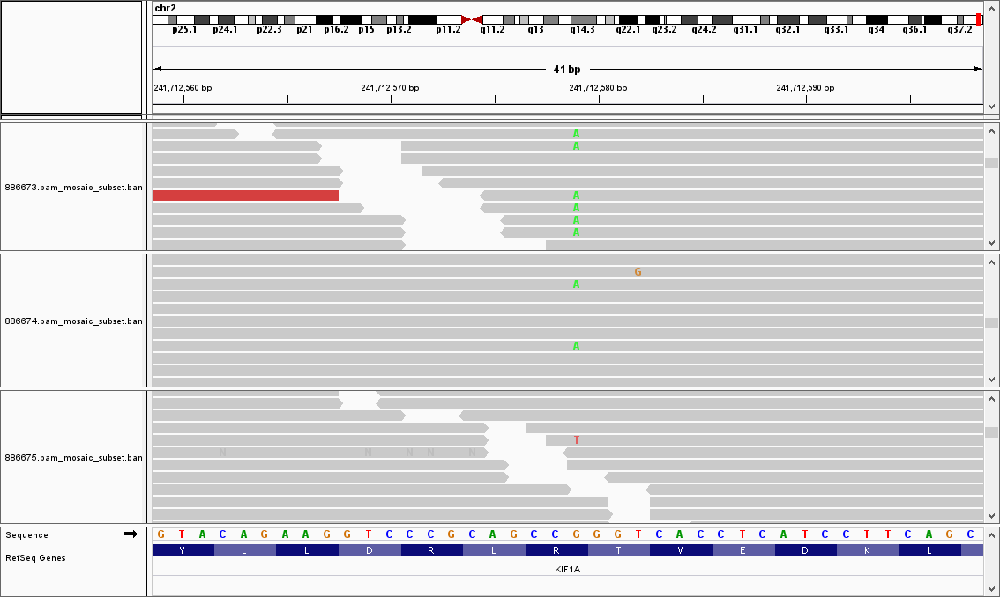 chr2
p25.1 p24.1 p22.3 p21 p16.2 p15 p13.2 p11.2 q11.2 q13 q14.3 q22.1 q23.2 q24.2 q31.1 q32.1 q33.1 q34 q36.1 q37.2
41 bp
241,712,560 bp 241,712,570 bp 241,712,580 bp 241,712,590 bp
A
A
886673.bam_mosaic_subset.ban
A
A
A
A
G
A
886674.bam_mosaic_subset.ban
A
T
N N N N N
886675.bam_mosaic_subset.ban
Sequence G T A C A G A A G G T C C C G C A G C C G G G T C A C C T C A T C C T T C A G C
Y L L D R L R T V E D K L
RefSeq Genes
KIF1A